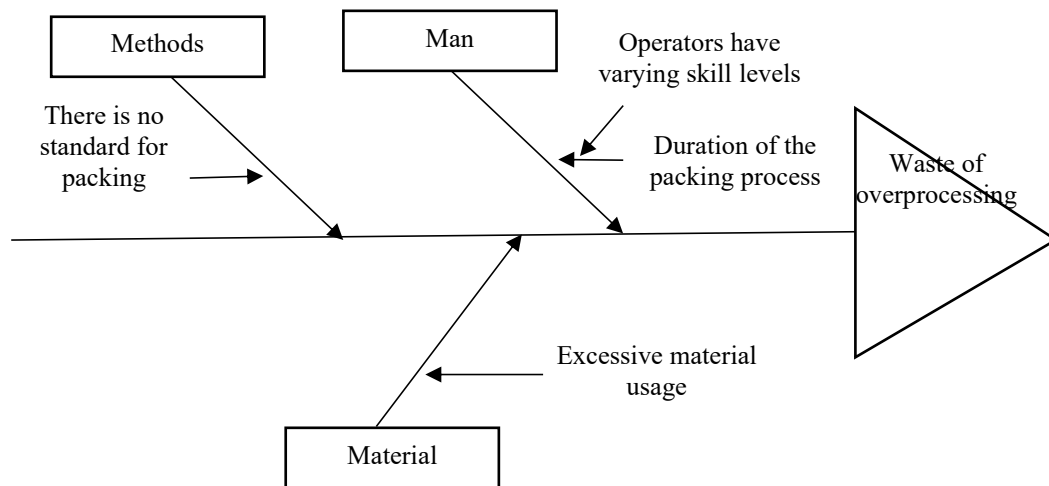 Methods
Man
Operators have
varying skill levels
There is no
standard for
packing
Duration of the
packing process
Waste of
overprocessing
Excessive material
usage
Material